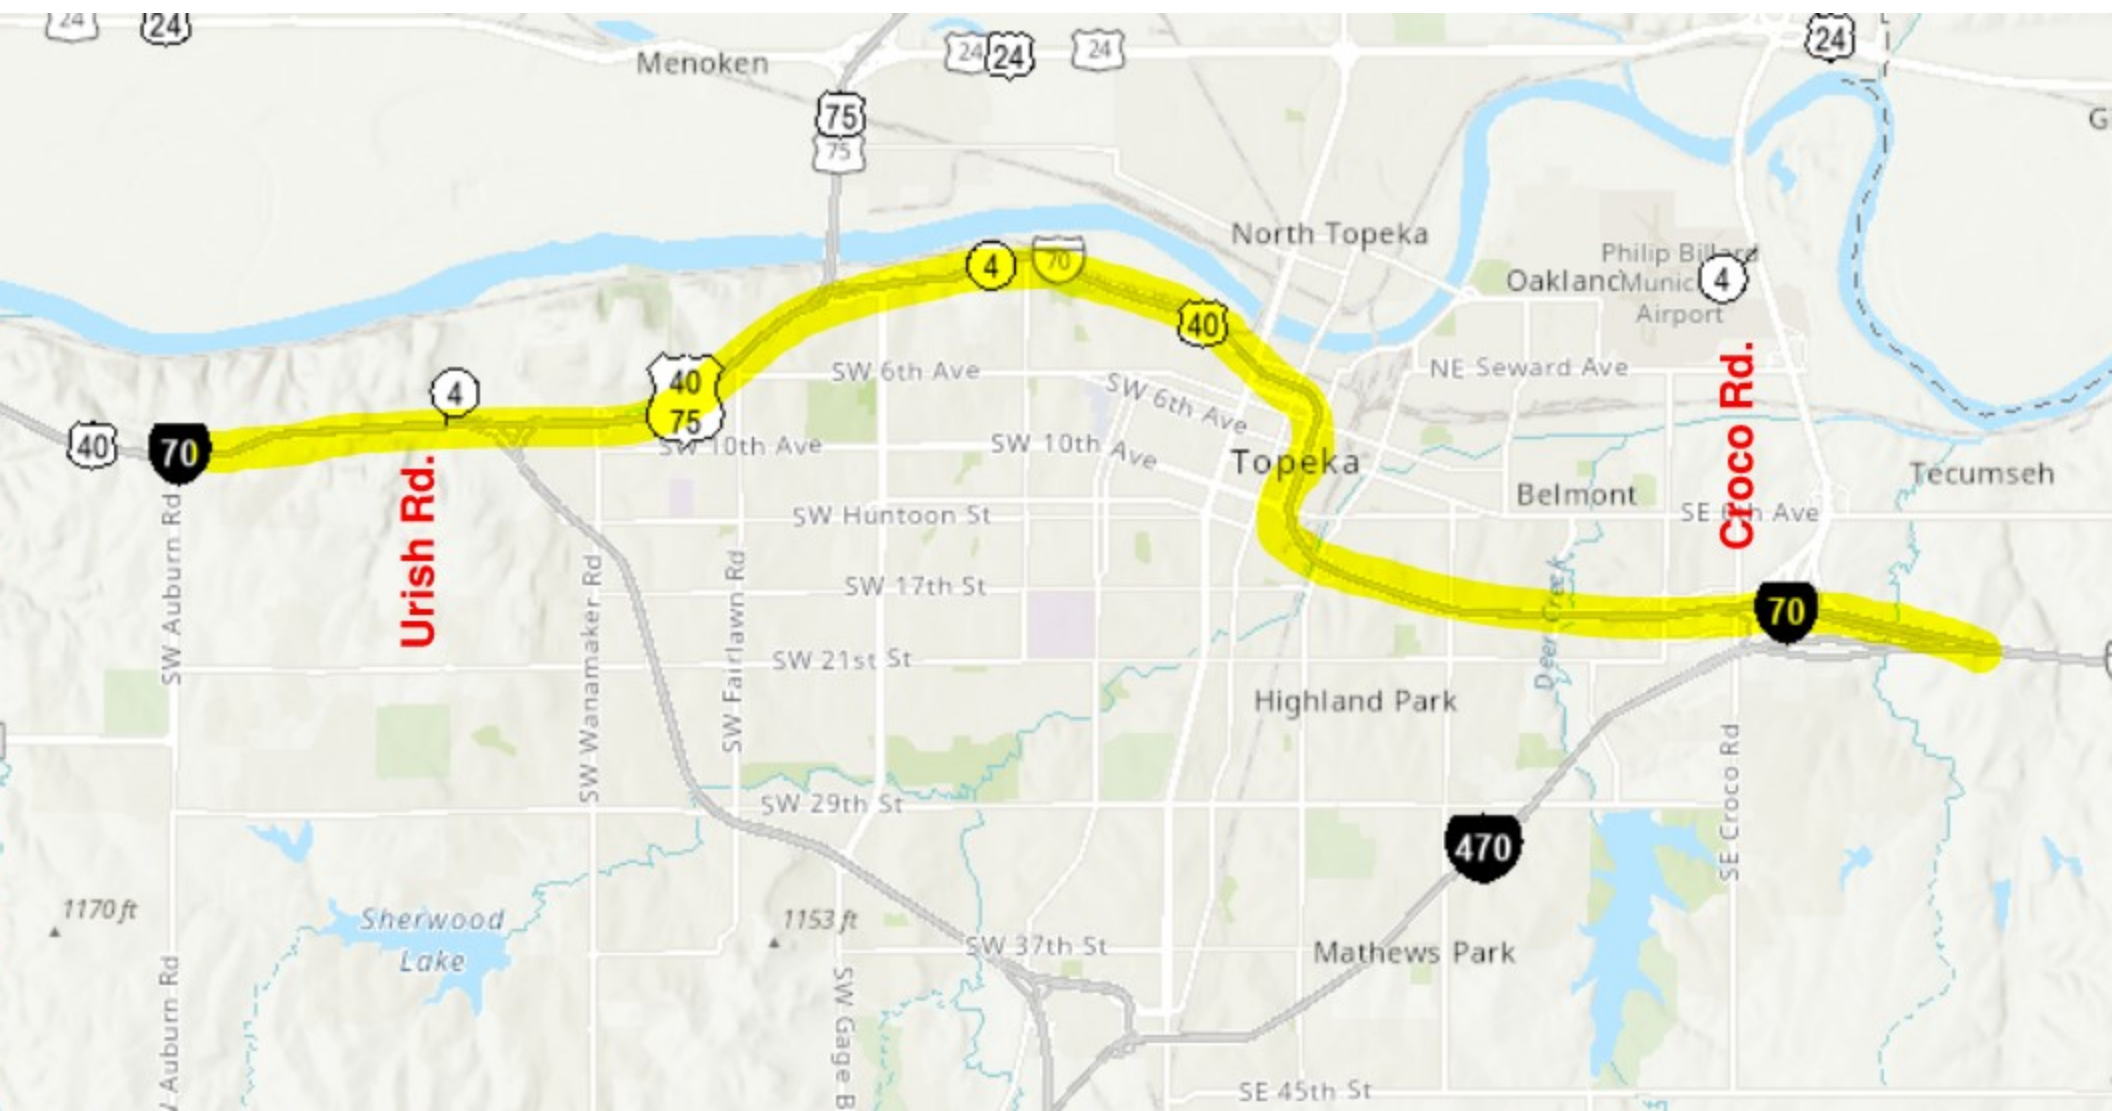 24
24
24
24
24
24
Menoken
75
75
G
North Topeka
Philip Billard
Munic
Airport
Oakland
4
4
70
40
SW 6th Ave
SW 6th Ave
NE Seward Ave
4
40
75
40
70
SW 10th Ave
SW 10th Ave
Topeka
Belmont
Tecumseh
Urish Rd.
Croco Rd.
SW Huntoon St
SE 6th Ave
SW Auburn Rd
SW Wanamaker Rd
SW Fairlawn Rd
SW 17th St
Deer Creek
70
SW 21st St
Highland Park
SW 29th St
SE Croco Rd
470
1170 ft
Sherwood
Lake
1153 ft
SW 37th St
Mathews Park
V Auburn Rd
SW Gage B
SE 45th St